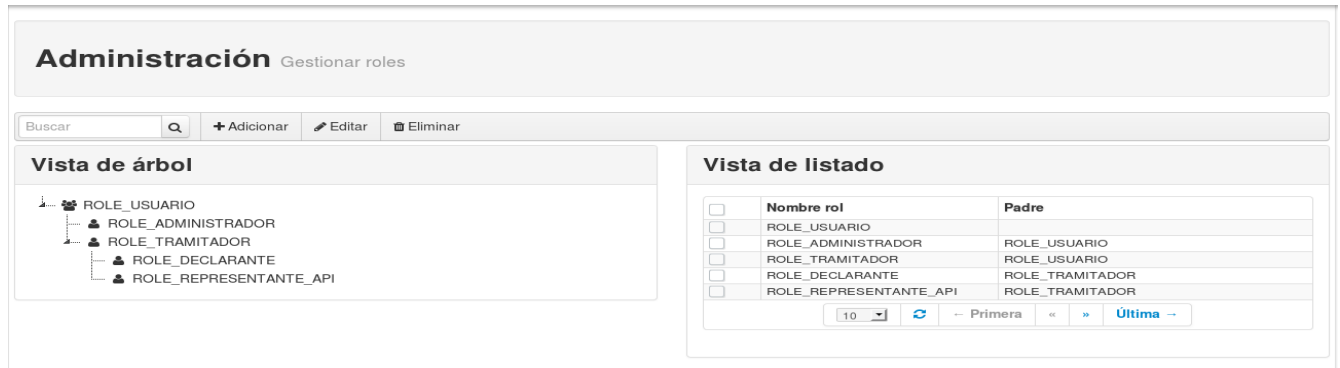 Administración Gestionar roles
Buscar Adicionar Editar Eliminar
Vista de árbol
ROLE_USUARIO
ROLE_ADMINISTRADOR
ROLE_TRAMITADOR
ROLE_DECLARANTE
ROLE_REPRESENTANTE_API
Vista de listado
Nombre rol Padre
ROLE_USUARIO
ROLE_ADMINISTRADOR ROLE_USUARIO
ROLE_TRAMITADOR ROLE_USUARIO
ROLE_DECLARANTE ROLE_TRAMITADOR
ROLE_REPRESENTANTE_API ROLE_TRAMITADOR
10 ← Primera « » Última →